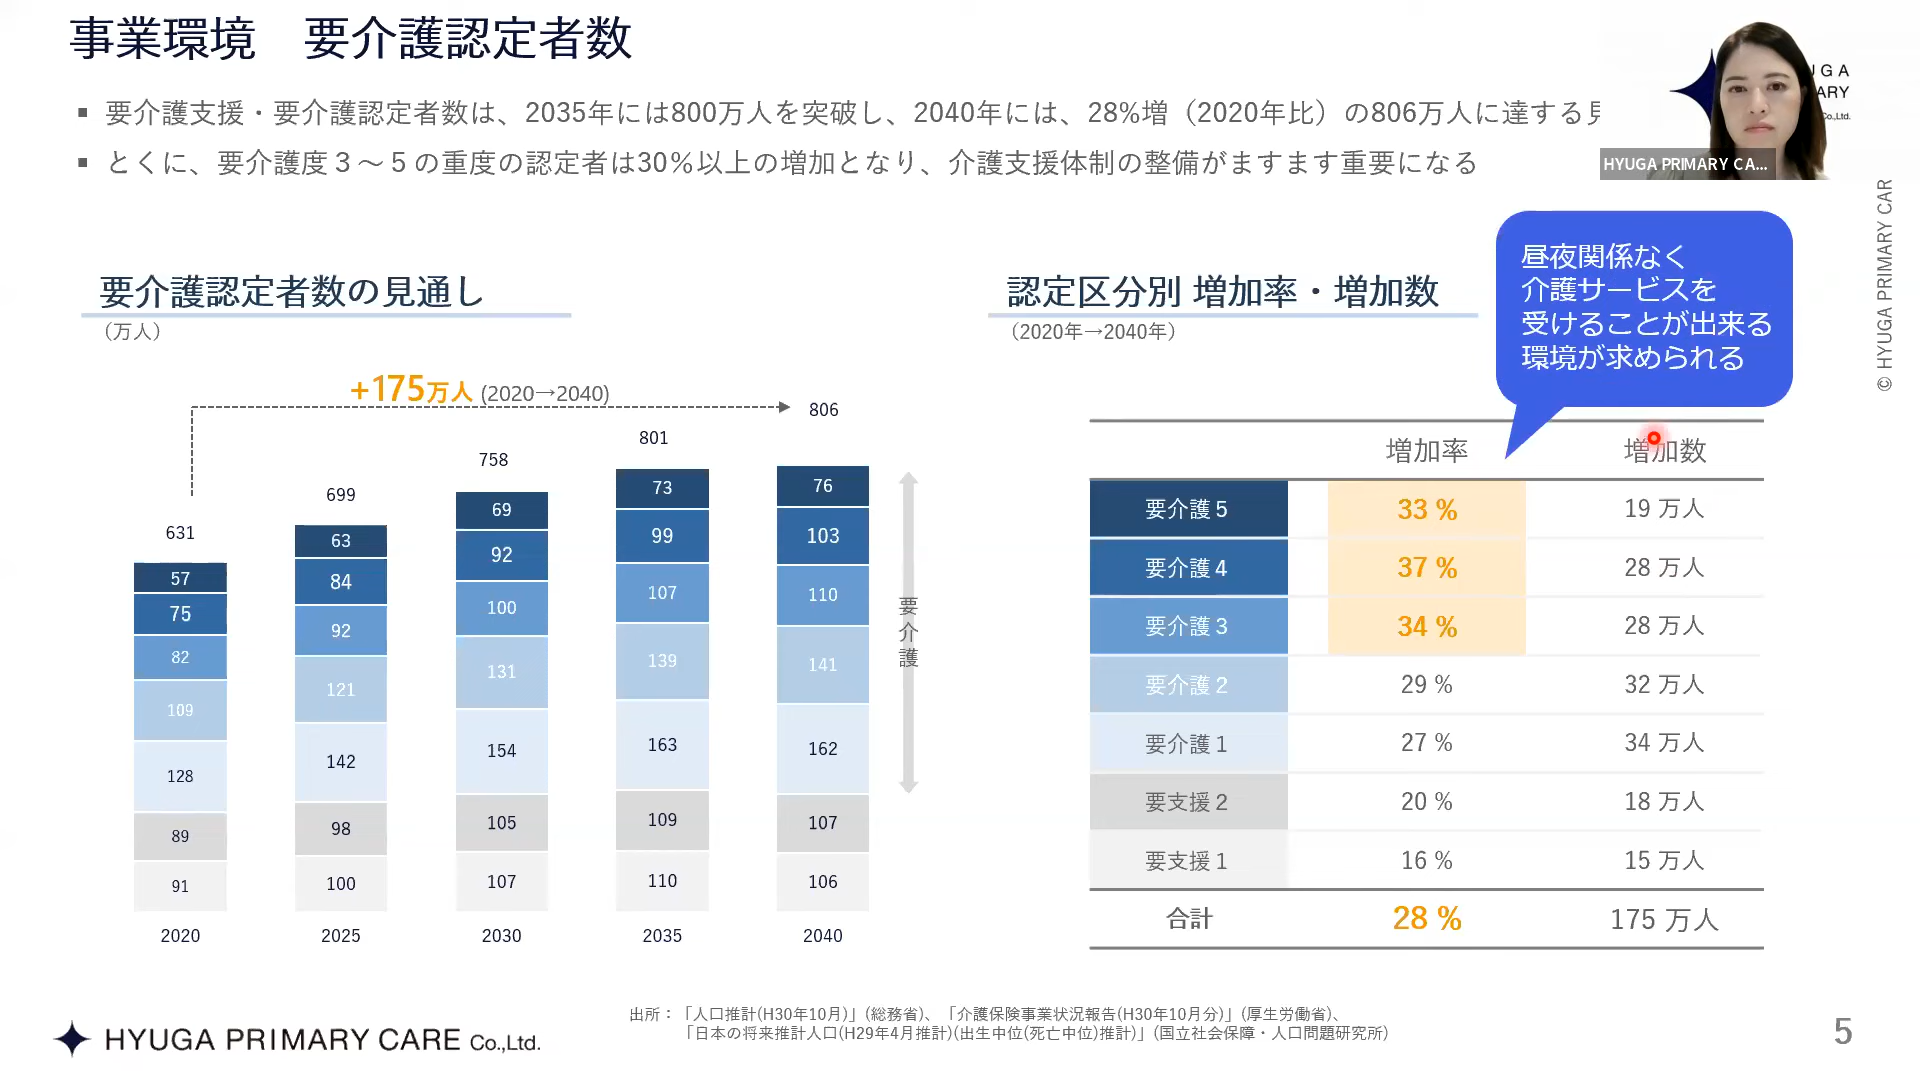 事業環境　要介護認定者数
▪ 要介護支援・要介護認定者数は、2035年には800万人を突破し、2040年には、28%増（2020年比）の806万人に達する見
▪ とくに、要介護度３～５の重度の認定者は30％以上の増加となり、介護支援体制の整備がますます重要になる
UGA
ARY
Co.,Ltd.
HYUGA PRIMARY CA...
© HYUGA PRIMARY CAR
昼夜関係なく
介護サービスを
受けることが出来る
環境が求められる
要介護認定者数の見通し
（万人）
+175万人 (2020→2040)
631 699 758 801 806
57 63 69 73 76
75 84 92 99 103
82 92 100 107 110
109 121 131 139 141
128 142 154 163 162
89 98 105 109 107
91 100 107 110 106
2020 2025 2030 2035 2040
要介護
認定区分別 増加率・増加数
（2020年→2040年）
増加率 増加数
要介護５ 33 % 19 万人
要介護４ 37 % 28 万人
要介護３ 34 % 28 万人
要介護２ 29 % 32 万人
要介護１ 27 % 34 万人
要支援２ 20 % 18 万人
要支援１ 16 % 15 万人
合計 28 % 175 万人
出所：「人口推計(H30年10月)」(総務省)、「介護保険事業状況報告(H30年10月分)」(厚生労働省)、
「日本の将来推計人口(H29年4月推計)(出生中位(死亡中位)推計)」(国立社会保障・人口問題研究所)
HYUGA PRIMARY CARE Co.,Ltd.
5